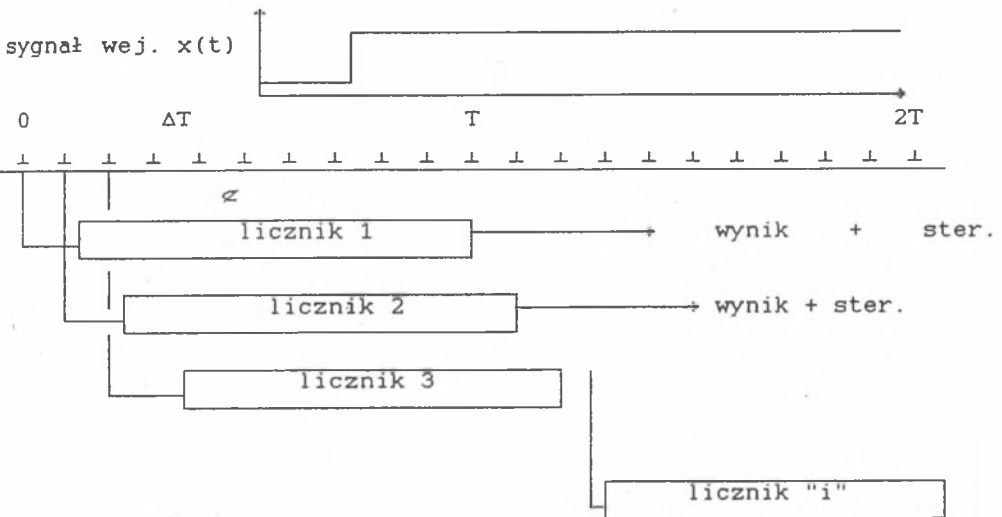 sygnał wej. x(t)
0 ΔT T 2T
licznik 1 wynik + ster.
licznik 2 wynik + ster.
licznik 3
licznik "i"